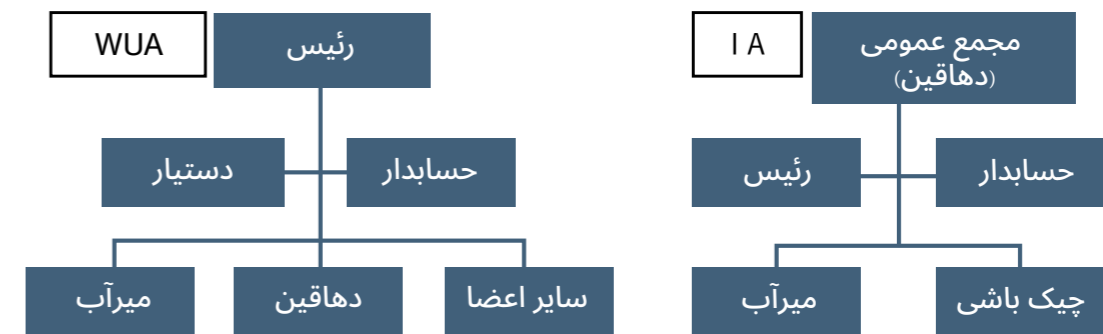 WUA
رئیس
دستیار
حسابدار
میرآب
دهاقین
سایر اعضا
I A
مجمع عمومی
(دهاقین)
رئیس
حسابدار
میرآب
چیک باشی